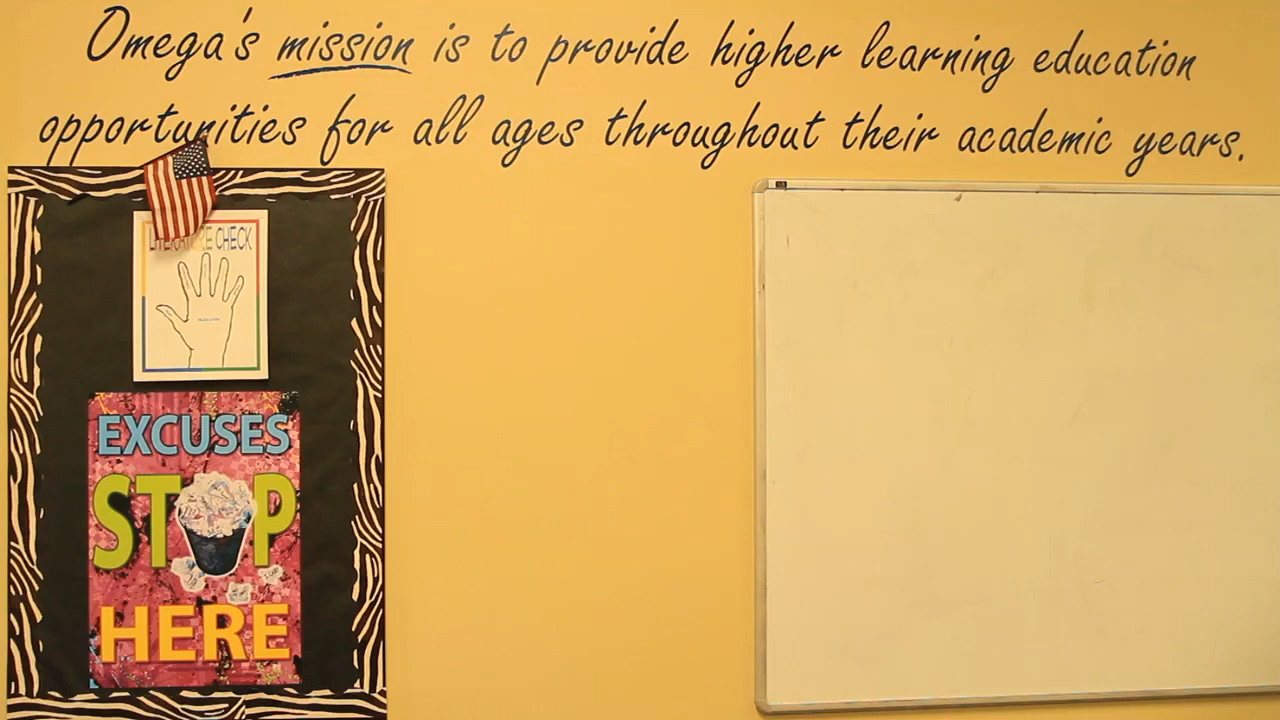 Omega's mission is to provide higher learning education
opportunities for all ages throughout their academic years.
CHECK
EXCUSES
STOP
HERE